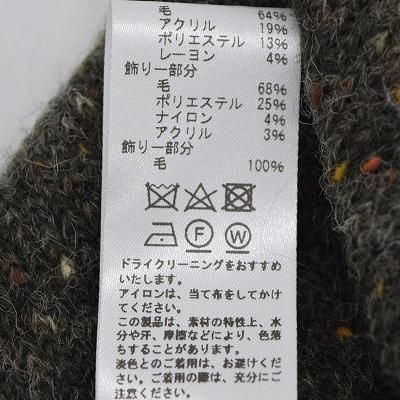 毛 64%
アクリル 19%
ポリエステル 13%
レーヨン 4%
飾り一部分
毛 68%
ポリエステル 25%
ナイロン 4%
アクリル 3%
飾り一部分
毛 100%
F W
ドライクリーニングをおすすめ
いたします。
アイロンは、当て布をしてかけ
てください。
この製品は、素材の特性上、水
分や汗、摩擦などにより、色落
ちすることがあります。
淡色とのご着用は、お避けくださ
い。ご着用の際は、充分にご
注意ください。